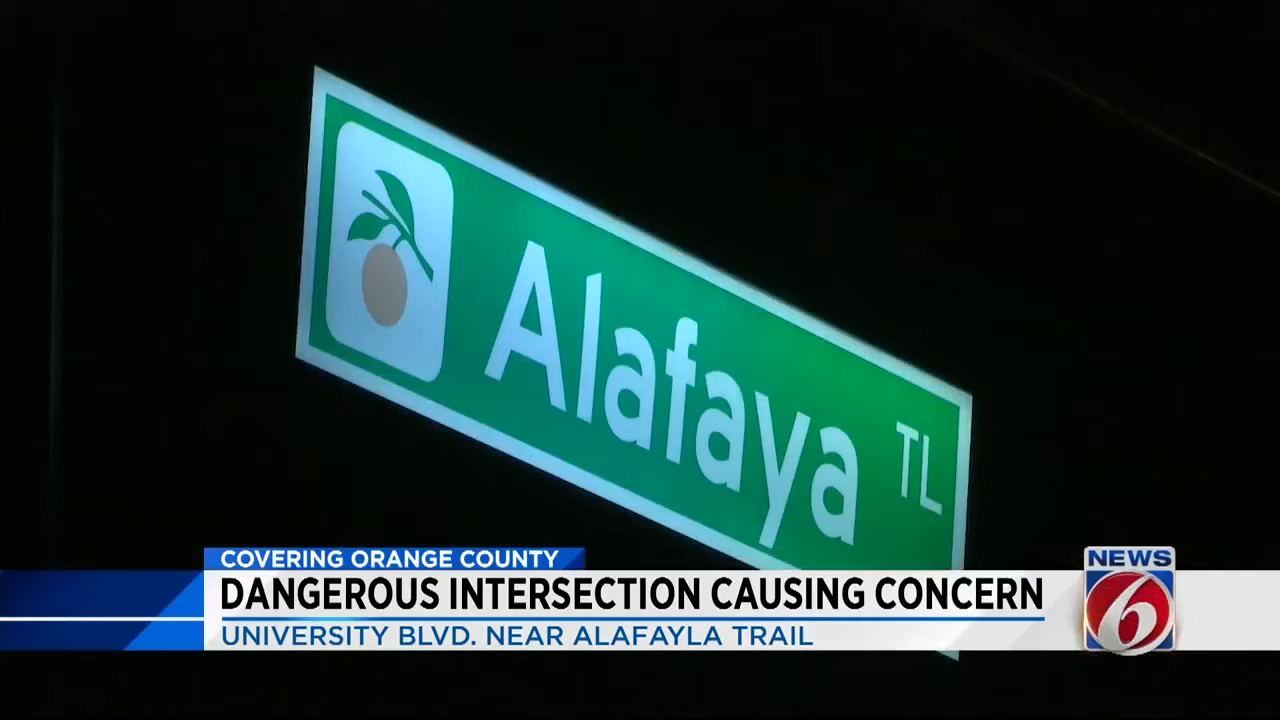 Alafaya TL
COVERING ORANGE COUNTY
DANGEROUS INTERSECTION CAUSING CONCERN
UNIVERSITY BLVD. NEAR ALAFAYLA TRAIL
NEWS
6